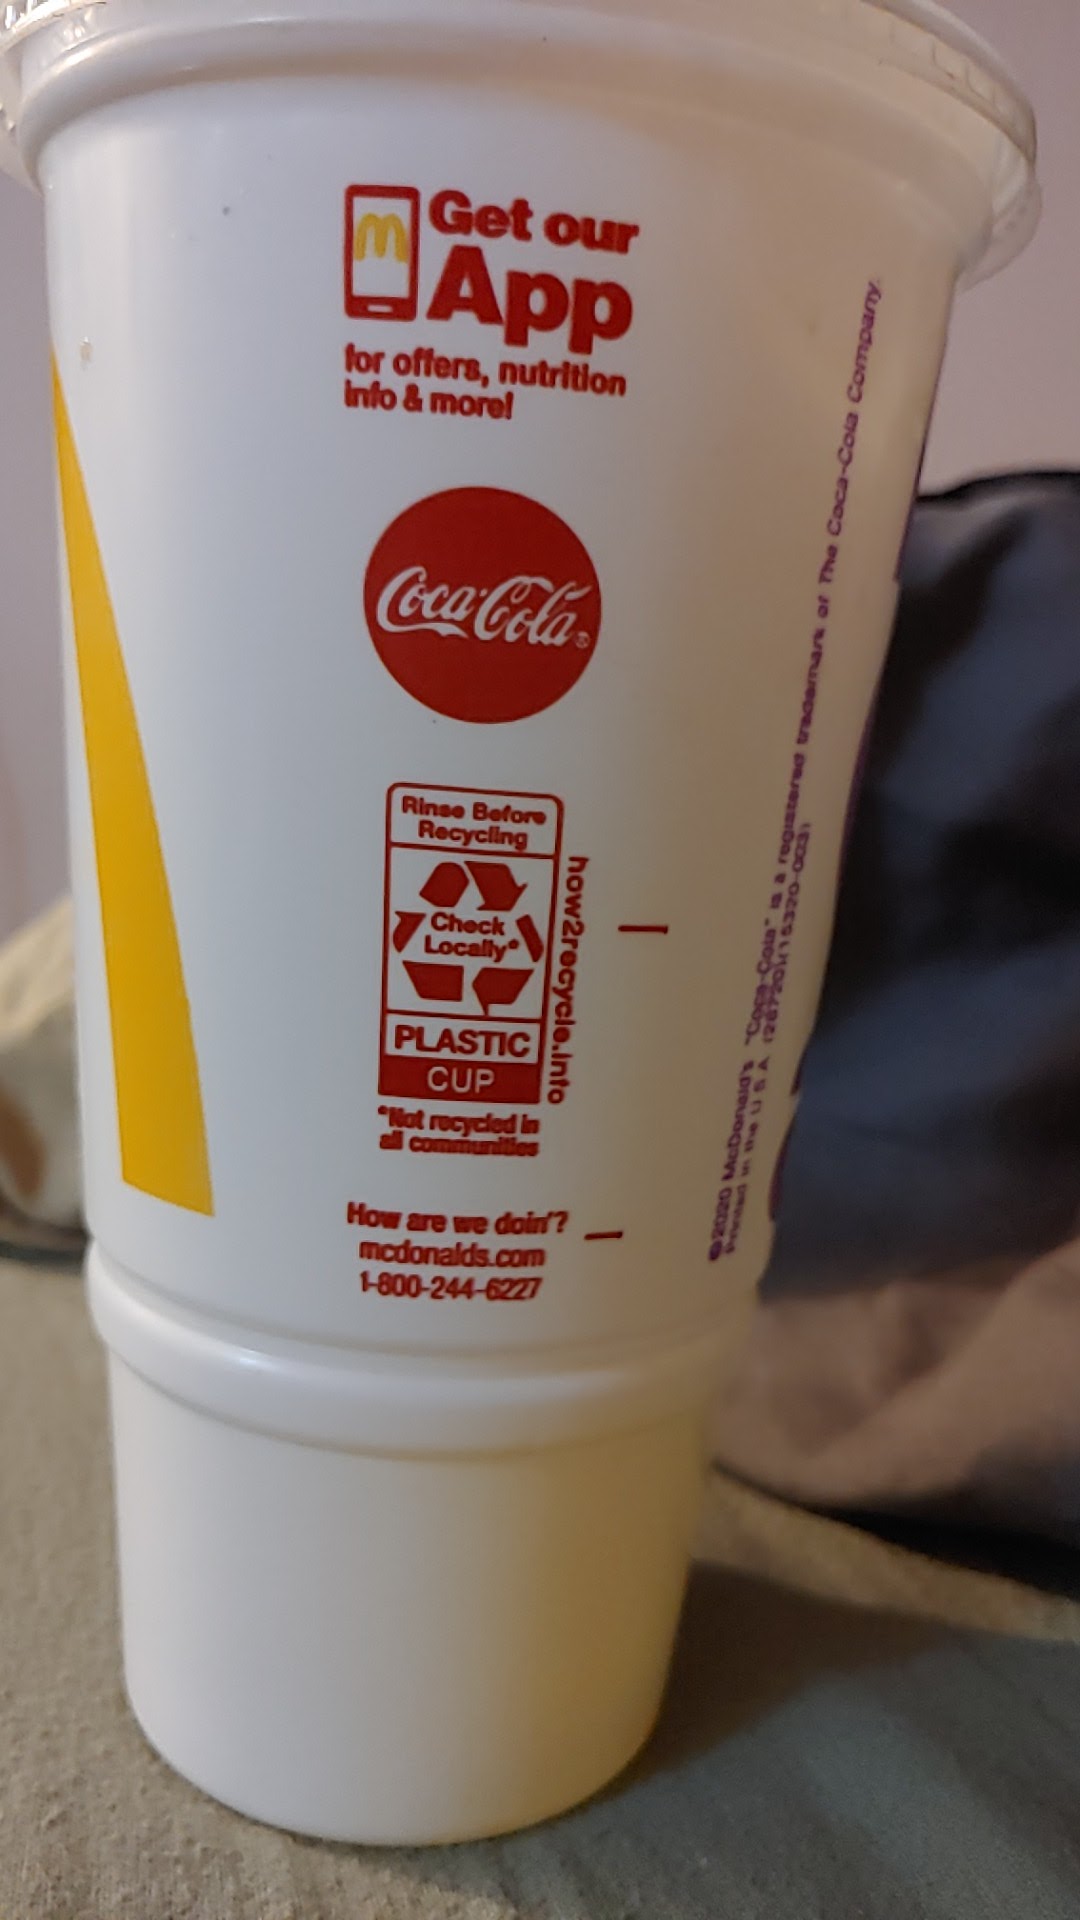 Get our
App
for offers, nutrition
info & more!
Coca-Cola®
Rinse Before
Recycling
Check
Locally*
PLASTIC
CUP
how2recycle.info
*Not recycled in
all communities
How are we doin'?
mcdonalds.com
1-800-244-6227
©2020 McDonald's "Coca-Cola" is a registered trademark of The Coca-Cola Company.
Printed in the U.S.A.